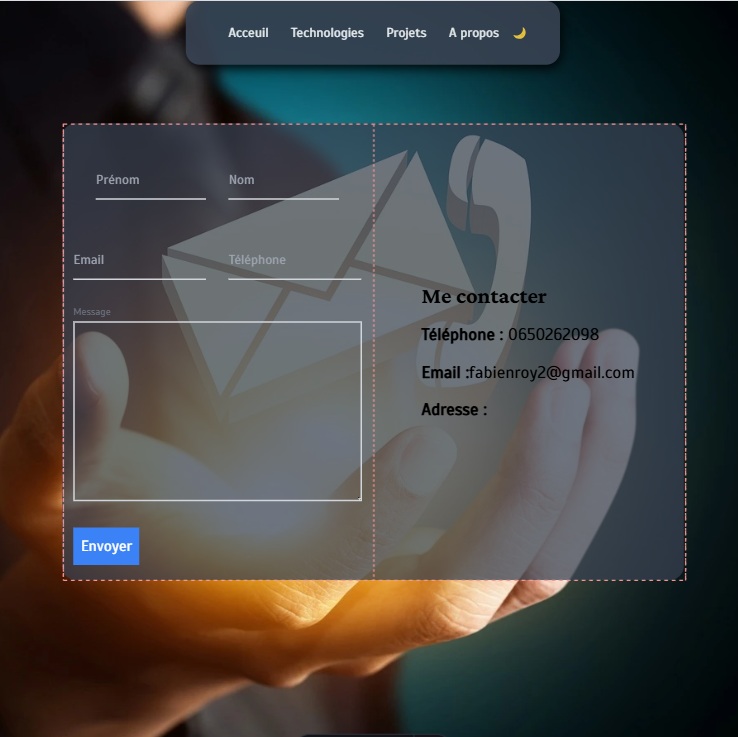 Acceuil Technologies Projets A propos
Prénom Nom
Email Téléphone
Message
Envoyer
Me contacter
Téléphone : 0650262098
Email :fabienroy2@gmail.com
Adresse :